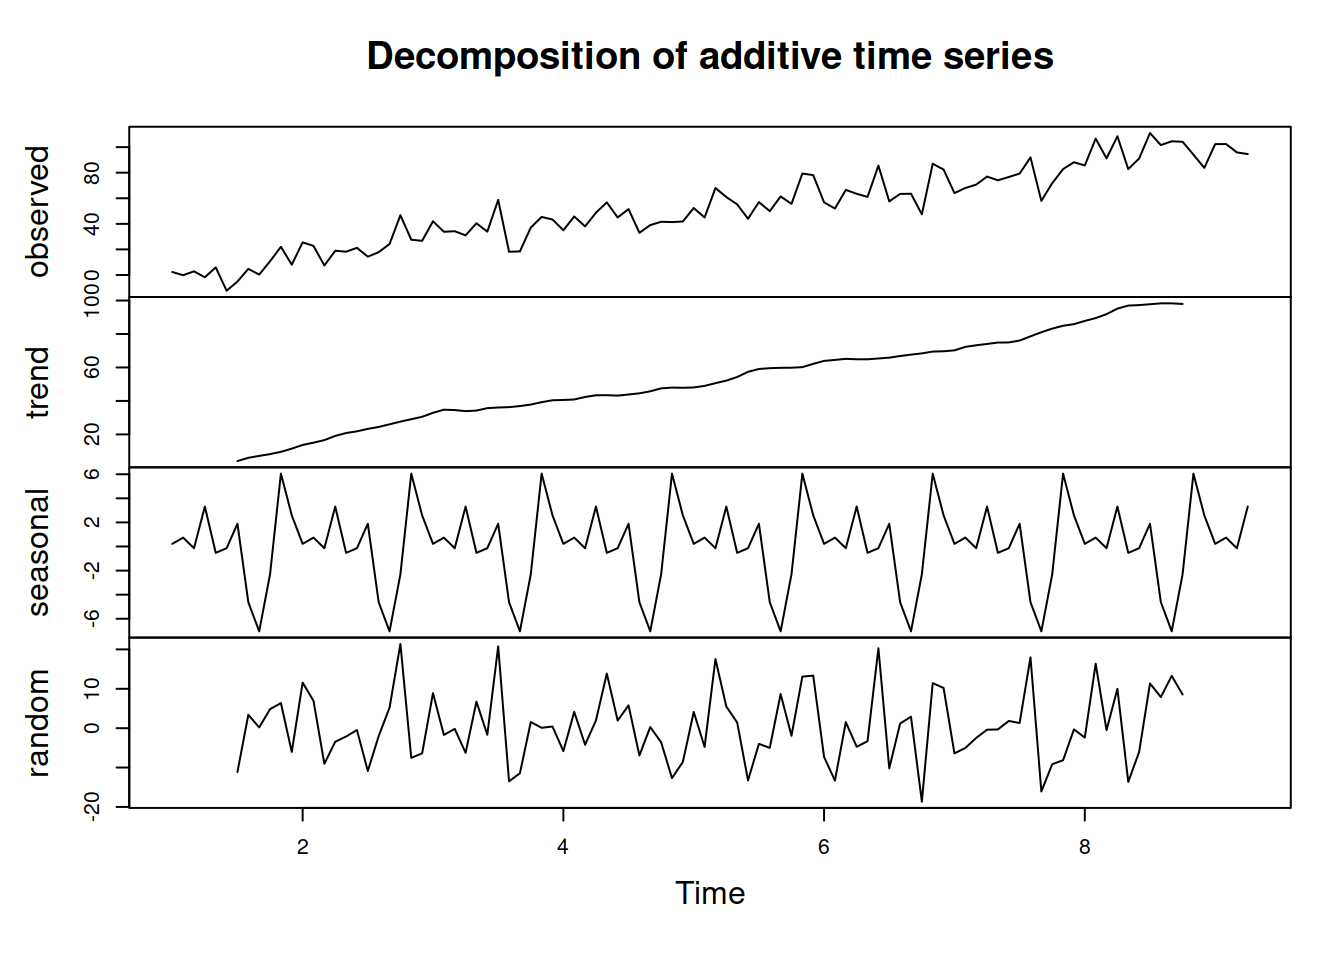 Decomposition of additive time series
observed
0 40 80
trend
20 60 100
seasonal
-6 -2 2 6
random
-20 0 10
2 4 6 8
Time